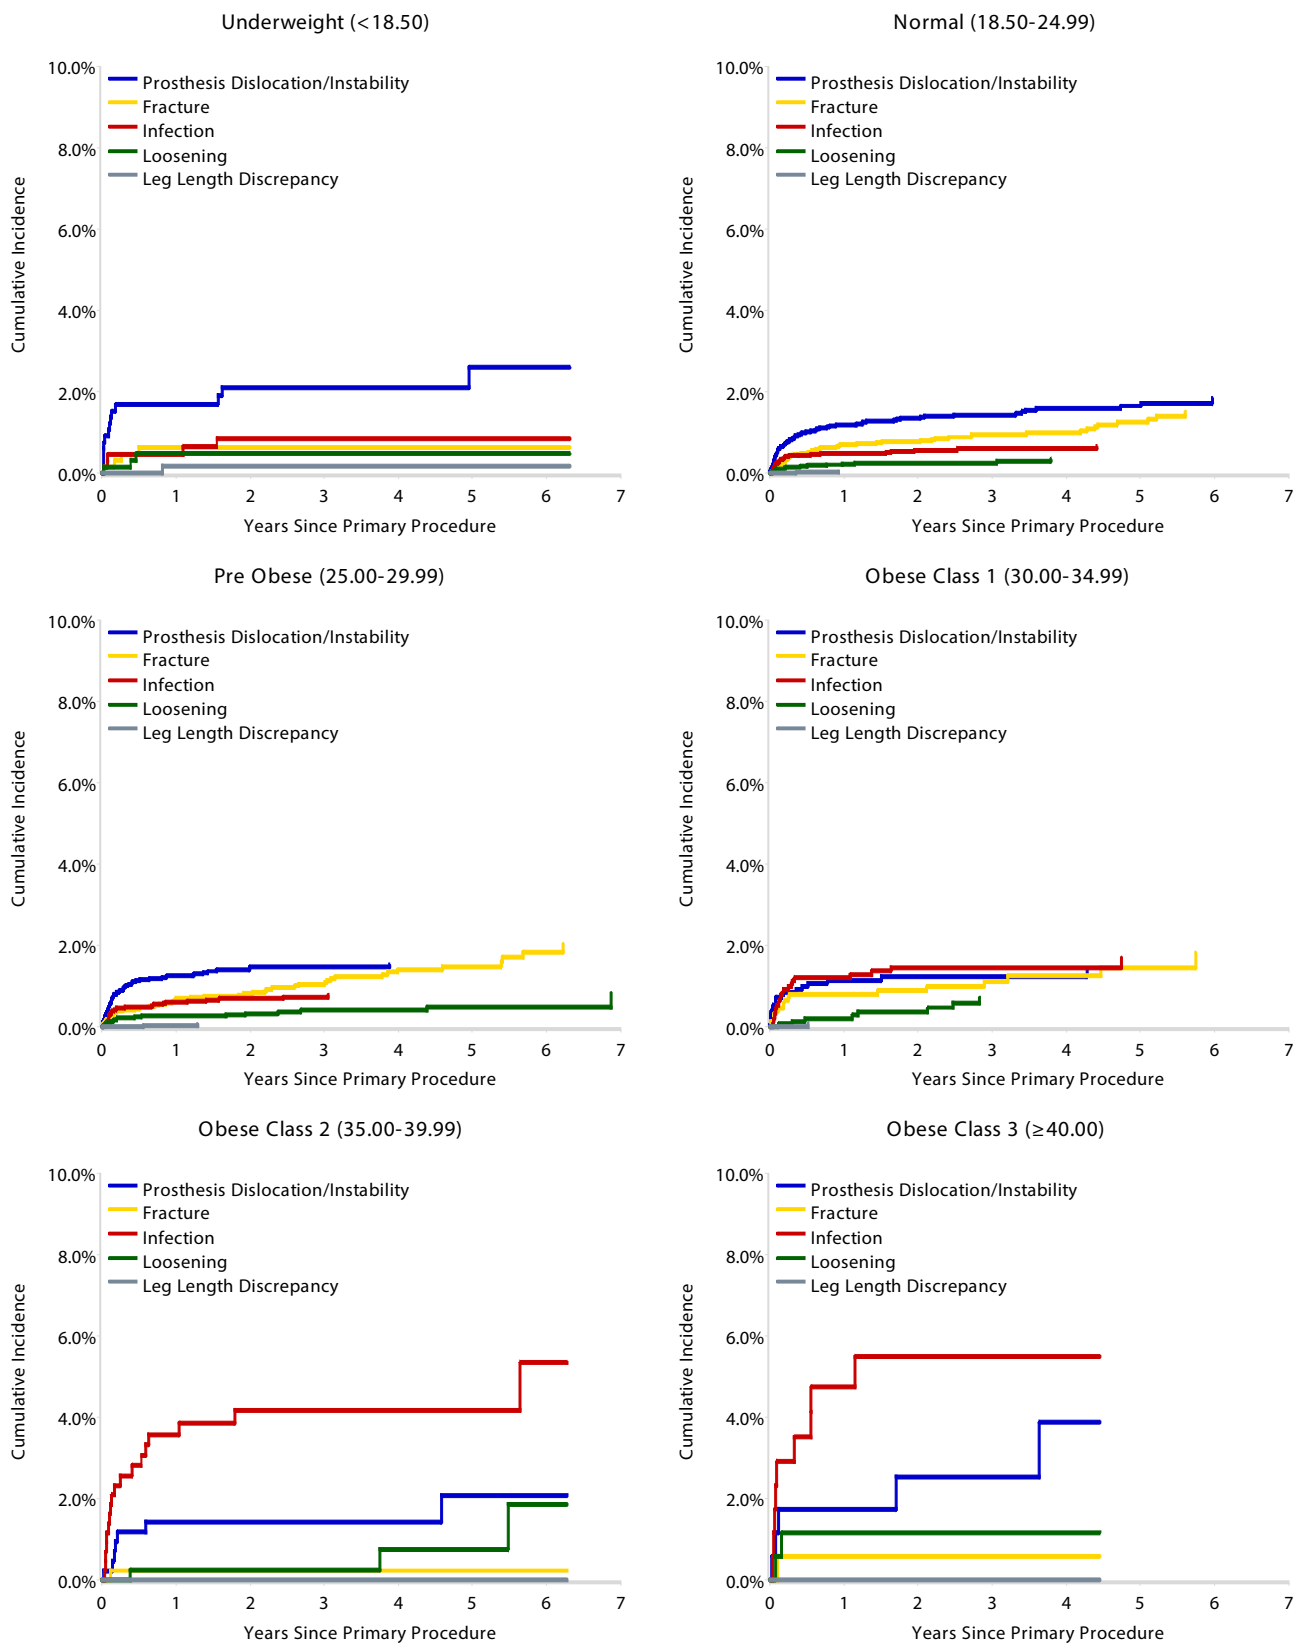 Underweight (<18.50)
10.0%
8.0%
6.0%
4.0%
2.0%
0.0%
Cumulative Incidence
Prosthesis Dislocation/Instability
Fracture
Infection
Loosening
Leg Length Discrepancy
0 1 2 3 4 5 6 7
Years Since Primary Procedure
Normal (18.50-24.99)
10.0%
8.0%
6.0%
4.0%
2.0%
0.0%
Cumulative Incidence
Prosthesis Dislocation/Instability
Fracture
Infection
Loosening
Leg Length Discrepancy
0 1 2 3 4 5 6 7
Years Since Primary Procedure
Pre Obese (25.00-29.99)
10.0%
8.0%
6.0%
4.0%
2.0%
0.0%
Cumulative Incidence
Prosthesis Dislocation/Instability
Fracture
Infection
Loosening
Leg Length Discrepancy
0 1 2 3 4 5 6 7
Years Since Primary Procedure
Obese Class 1 (30.00-34.99)
10.0%
8.0%
6.0%
4.0%
2.0%
0.0%
Cumulative Incidence
Prosthesis Dislocation/Instability
Fracture
Infection
Loosening
Leg Length Discrepancy
0 1 2 3 4 5 6 7
Years Since Primary Procedure
Obese Class 2 (35.00-39.99)
10.0%
8.0%
6.0%
4.0%
2.0%
0.0%
Cumulative Incidence
Prosthesis Dislocation/Instability
Fracture
Infection
Loosening
Leg Length Discrepancy
0 1 2 3 4 5 6 7
Years Since Primary Procedure
Obese Class 3 (≥40.00)
10.0%
8.0%
6.0%
4.0%
2.0%
0.0%
Cumulative Incidence
Prosthesis Dislocation/Instability
Fracture
Infection
Loosening
Leg Length Discrepancy
0 1 2 3 4 5 6 7
Years Since Primary Procedure